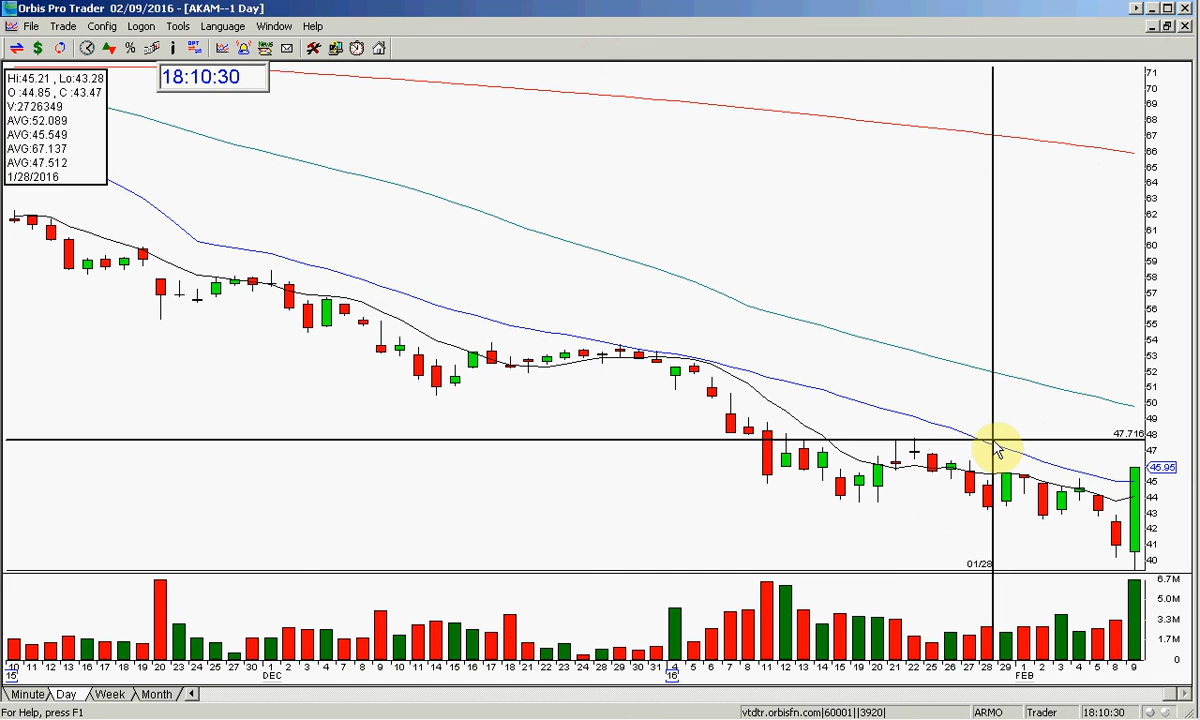 Orbis Pro Trader 02/09/2016 - [AKAM--1 Day]
File Trade Config Logon Tools Language Window Help
18:10:30
Hi:45.21 , Lo:43.28
O :44.85 , C :43.47
V:2726349
AVG:52.089
AVG:45.549
AVG:67.137
AVG:47.512
1/28/2016
71
70
69
68
67
66
65
64
63
62
61
60
59
58
57
56
55
54
53
52
51
50
49
47.716 48
47
45.95
45
44
43
42
41
01/28 40
6.7M
5.0M
3.3M
1.7M
0
10 11 12 13 16 17 18 19 20 23 24 25 27 30 1 2 3 4 7 8 9 10 11 14 15 16 17 18 21 22 23 24 28 29 30 31 4 5 6 7 8 11 12 13 14 15 19 20 21 22 25 26 27 28 29 1 2 3 4 5 8 9
15 DEC 16 FEB
Minute Day Week Month
For Help, press F1 vtdtr.orbisfn.com|60001||3920| ARMO Trader 18:10:30